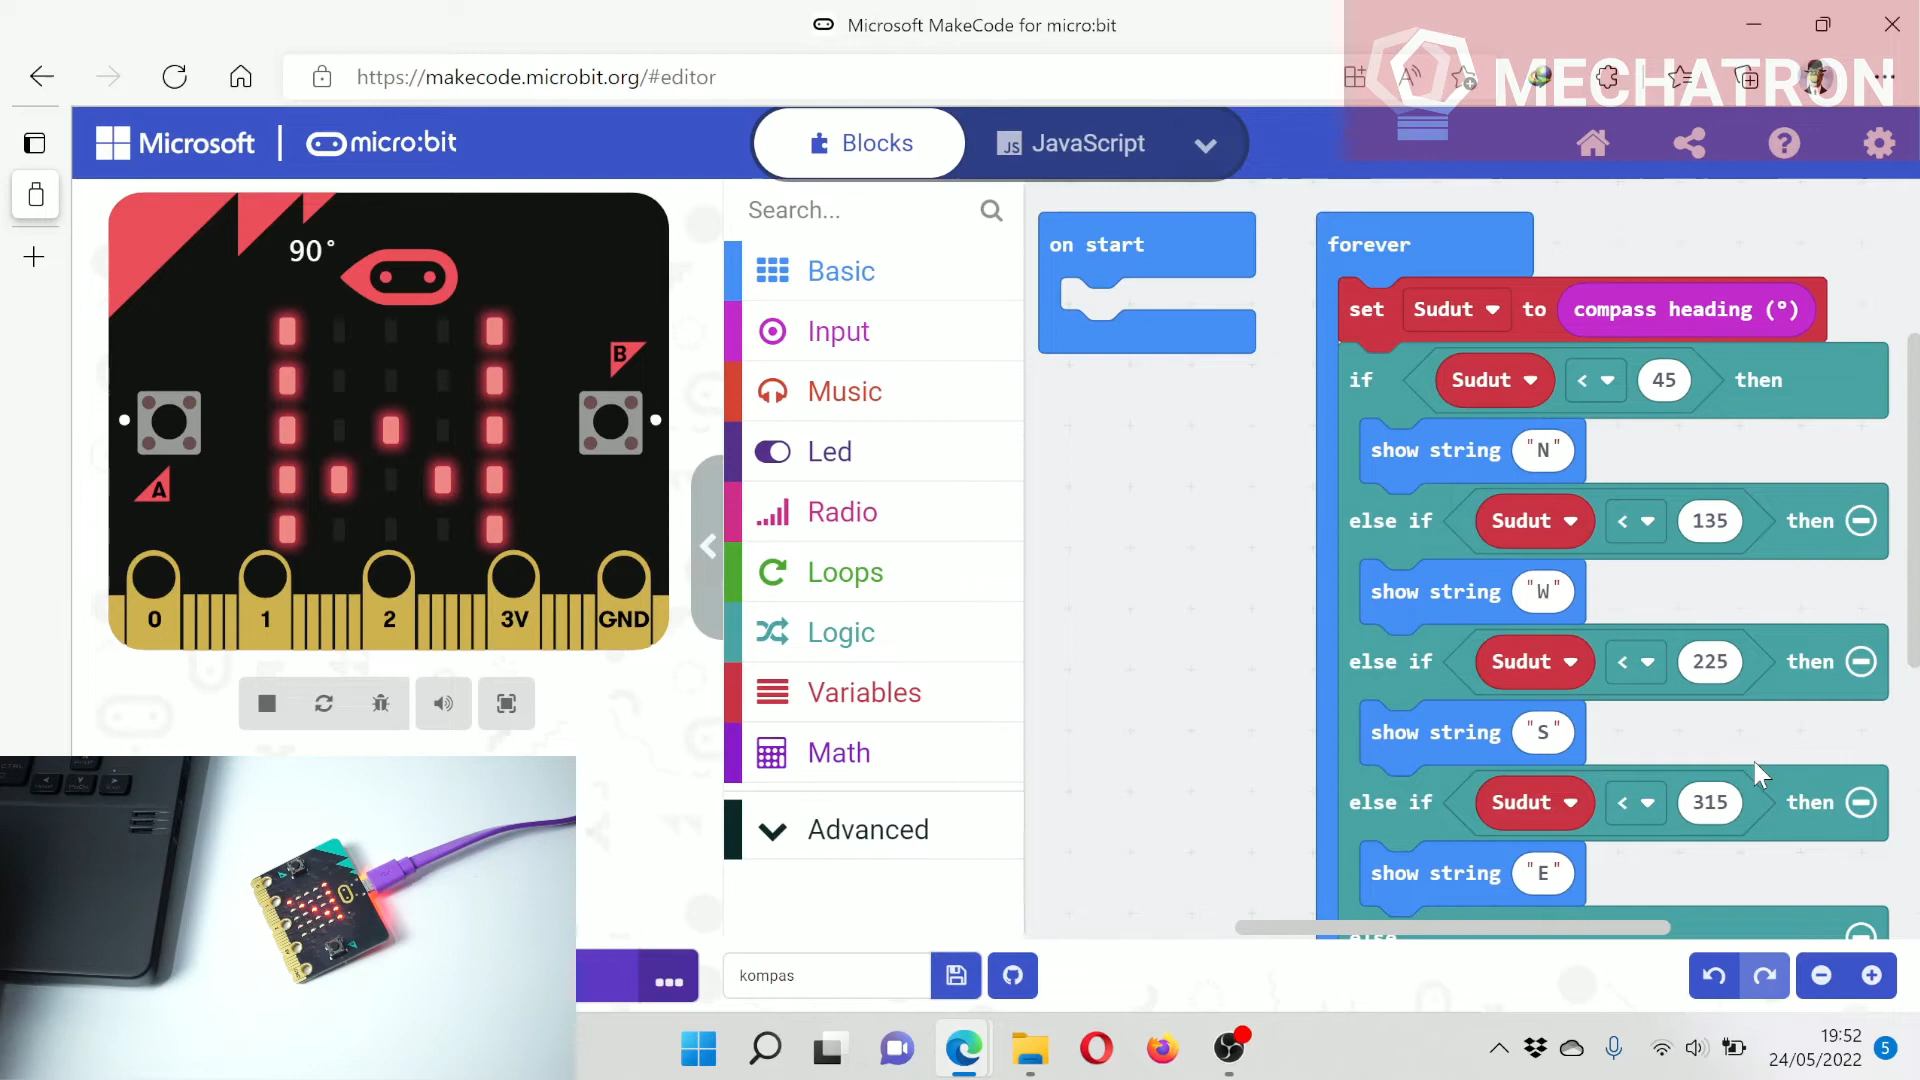 Microsoft MakeCode for micro:bit
https://makecode.microbit.org/#editor
MECHATRON
Microsoft
micro:bit
Blocks
JS JavaScript
90°
B
A
0 1 2 3V GND
Search...
Basic
Input
Music
Led
Radio
Loops
Logic
Variables
Math
Advanced
on start
forever
set Sudut to compass heading (°)
if Sudut < 45 then
show string "N"
else if Sudut < 135 then
show string "W"
else if Sudut < 225 then
show string "S"
else if Sudut < 315 then
show string "E"
else
kompas
19:52
24/05/2022
5